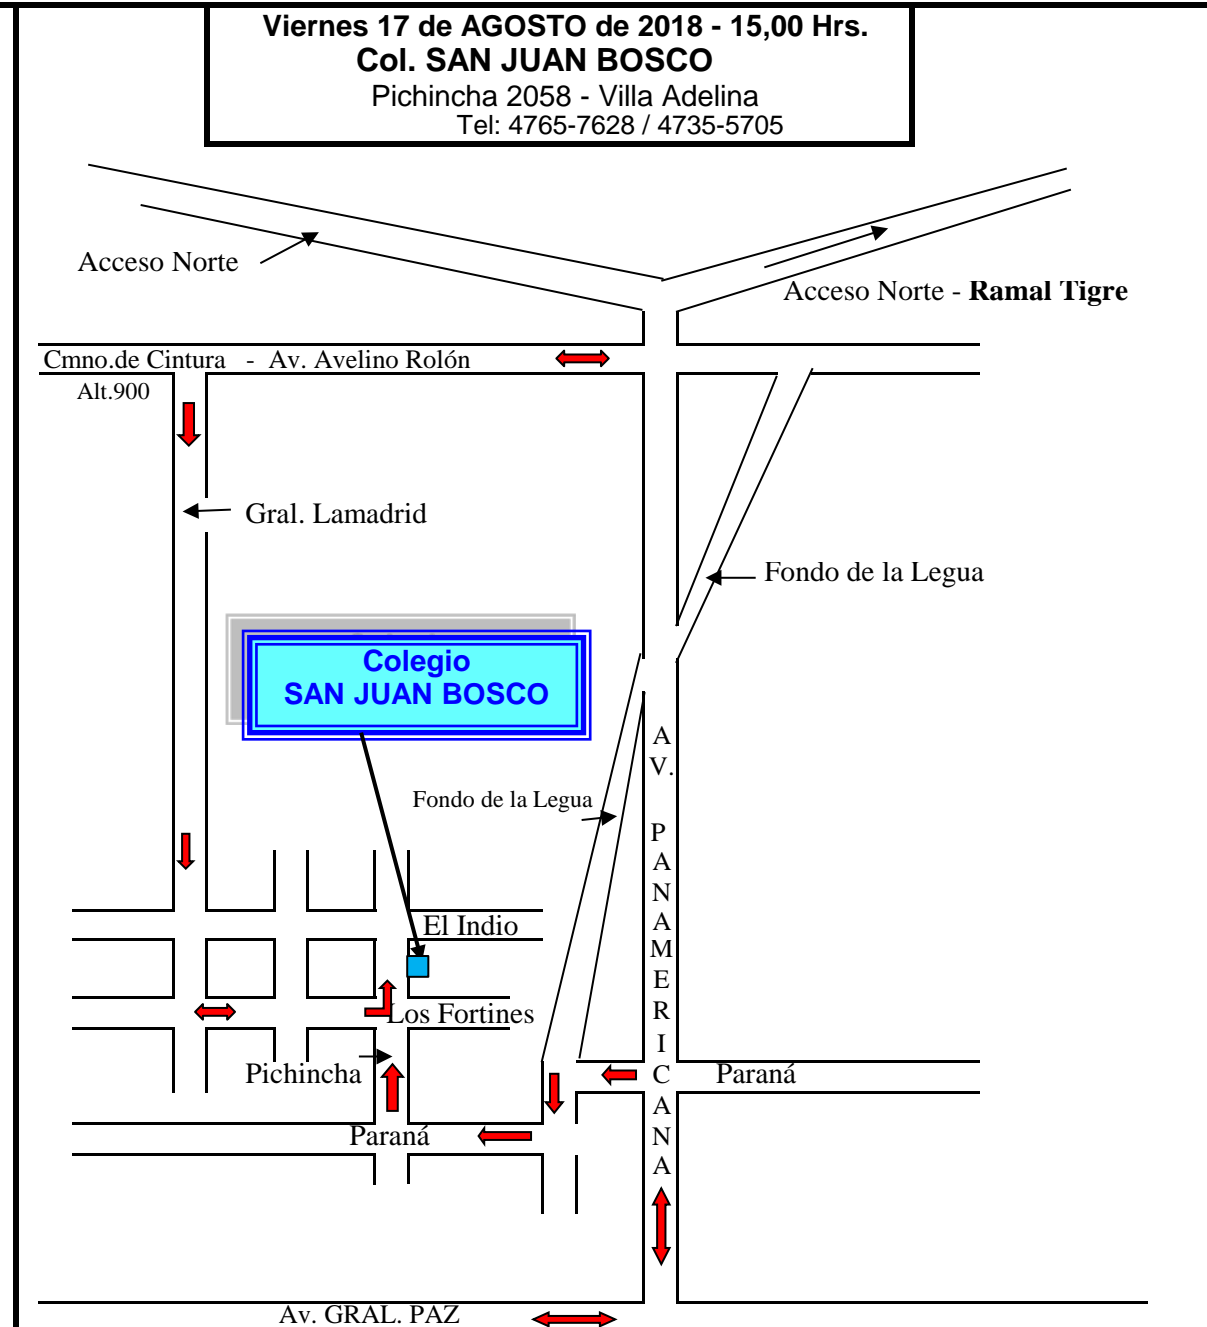 Viernes 17 de AGOSTO de 2018 - 15,00 Hrs.
Col. SAN JUAN BOSCO
Pichincha 2058 - Villa Adelina
Tel: 4765-7628 / 4735-5705
Acceso Norte
Acceso Norte - Ramal Tigre
Cmno.de Cintura - Av. Avelino Rolón
Alt.900
Gral. Lamadrid
Fondo de la Legua
Colegio
SAN JUAN BOSCO
AV. PANAMERICANA
Fondo de la Legua
El Indio
Los Fortines
Pichincha
Paraná
Paraná
Av. GRAL. PAZ